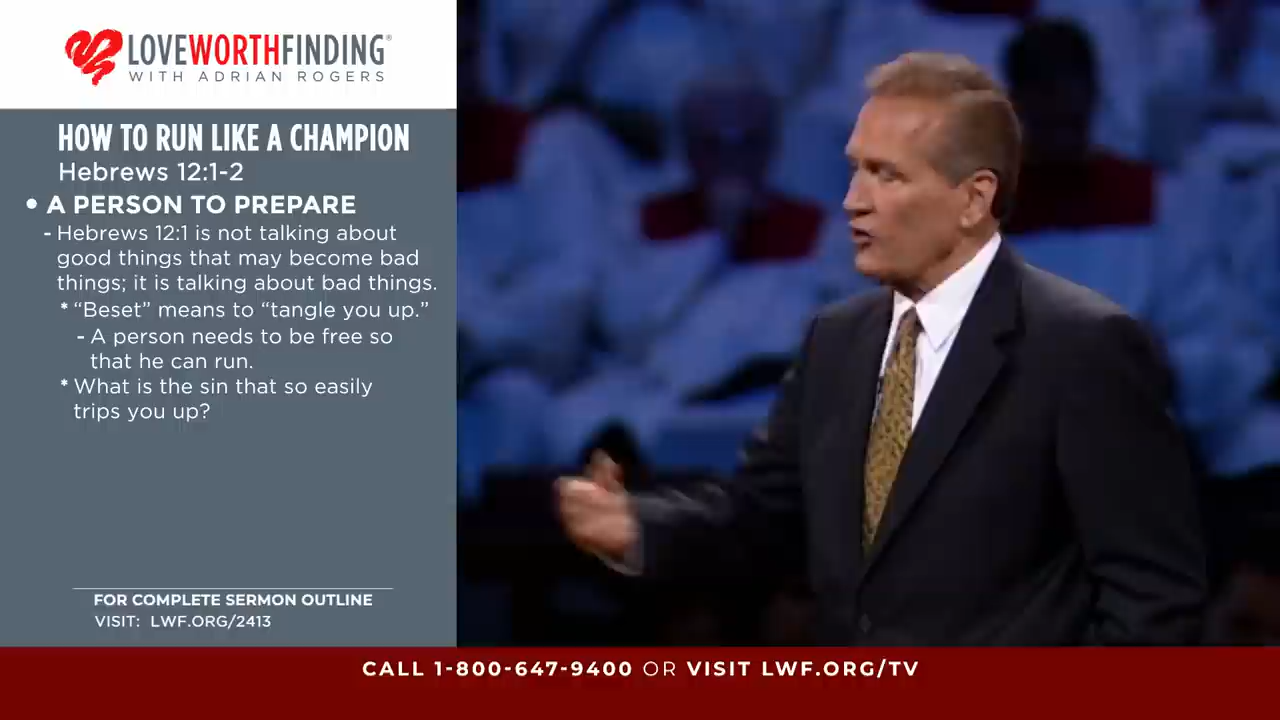 LOVEWORTHFINDING®
WITH ADRIAN ROGERS
HOW TO RUN LIKE A CHAMPION
Hebrews 12:1-2
• A PERSON TO PREPARE
- Hebrews 12:1 is not talking about
good things that may become bad
things; it is talking about bad things.
* “Beset” means to “tangle you up.”
- A person needs to be free so
that he can run.
* What is the sin that so easily
trips you up?
FOR COMPLETE SERMON OUTLINE
VISIT: LWF.ORG/2413
CALL 1-800-647-9400 OR VISIT LWF.ORG/TV